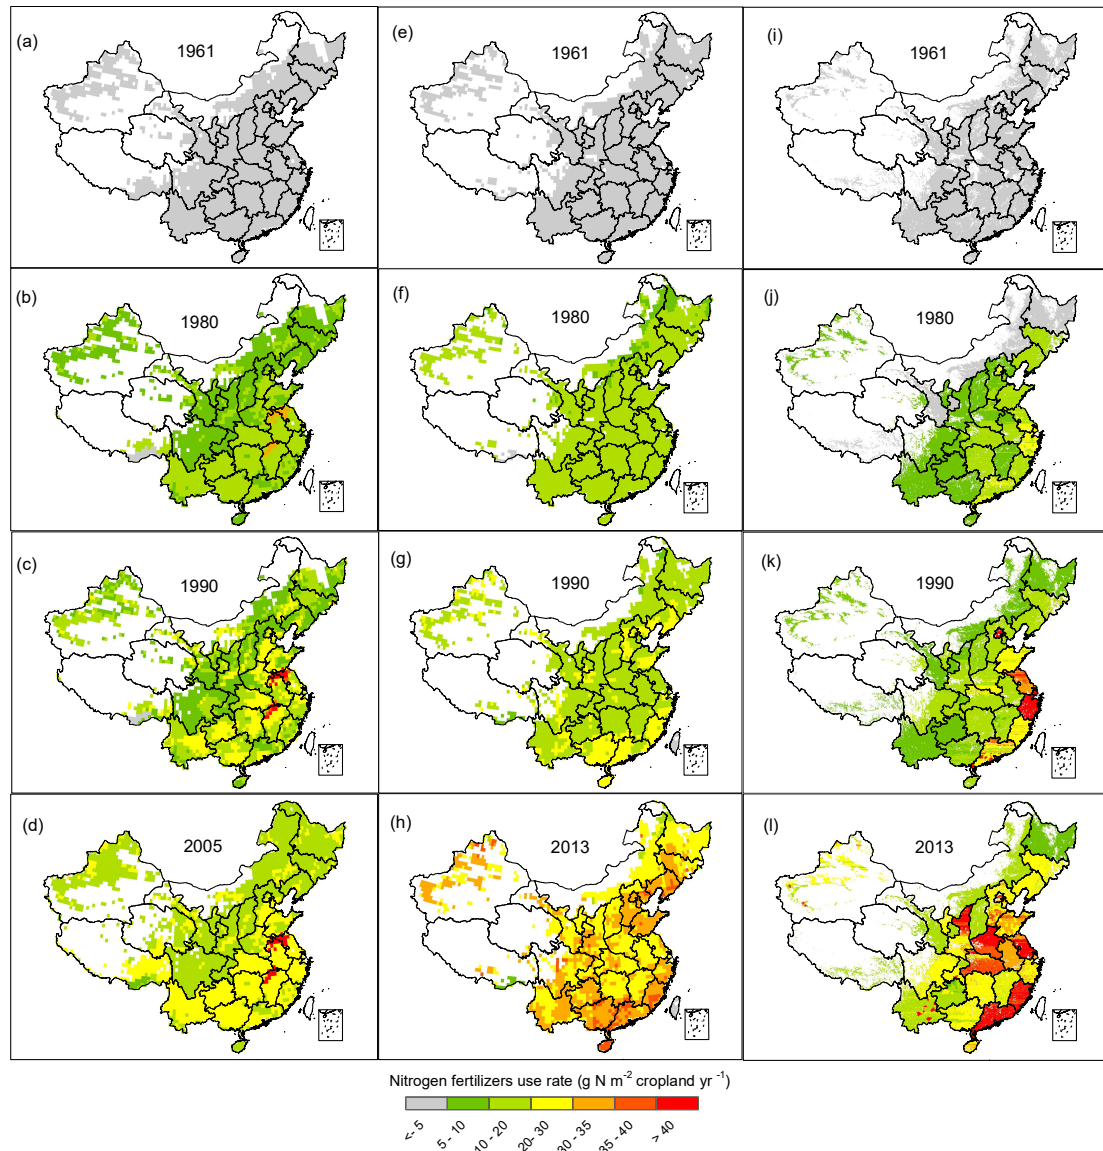 (a) 1961
(e) 1961
(i) 1961
(b) 1980
(f) 1980
(j) 1980
(c) 1990
(g) 1990
(k) 1990
(d) 2005
(h) 2013
(l) 2013
Nitrogen fertilizers use rate (g N m⁻² cropland yr ⁻¹)
<- 5 5 - 10 10 - 20 20- 30 30 - 35 35 - 40 > 40